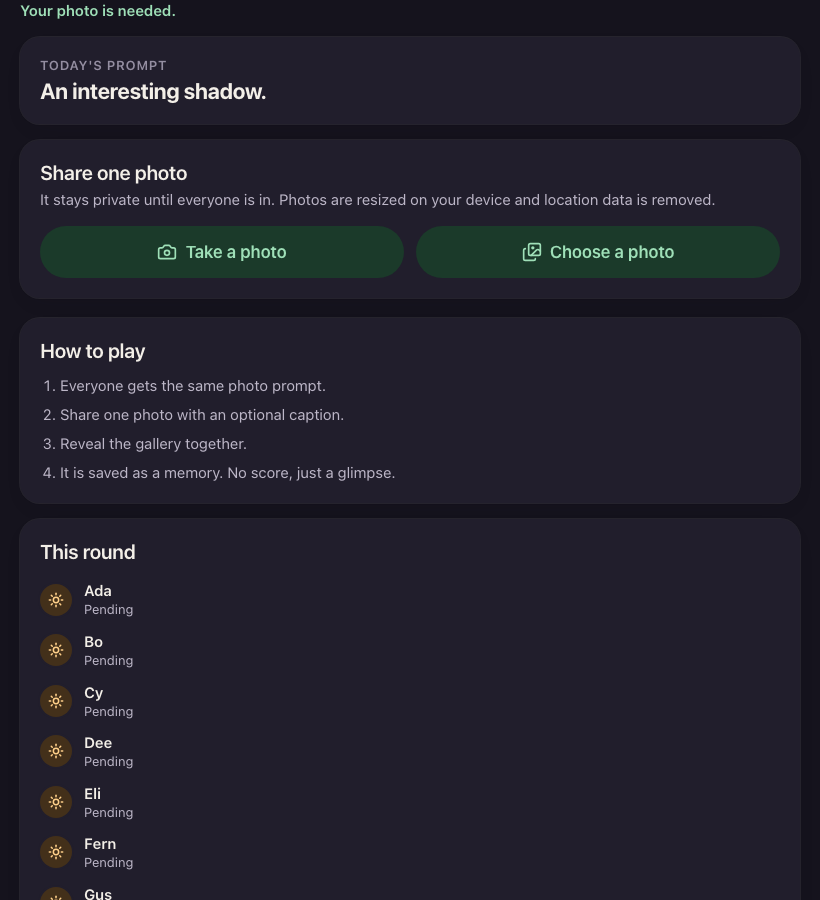 Your photo is needed.
TODAY'S PROMPT
An interesting shadow.
Share one photo
It stays private until everyone is in. Photos are resized on your device and location data is removed.
Take a photo
Choose a photo
How to play
1. Everyone gets the same photo prompt.
2. Share one photo with an optional caption.
3. Reveal the gallery together.
4. It is saved as a memory. No score, just a glimpse.
This round
Ada
Pending
Bo
Pending
Cy
Pending
Dee
Pending
Eli
Pending
Fern
Pending
Gus